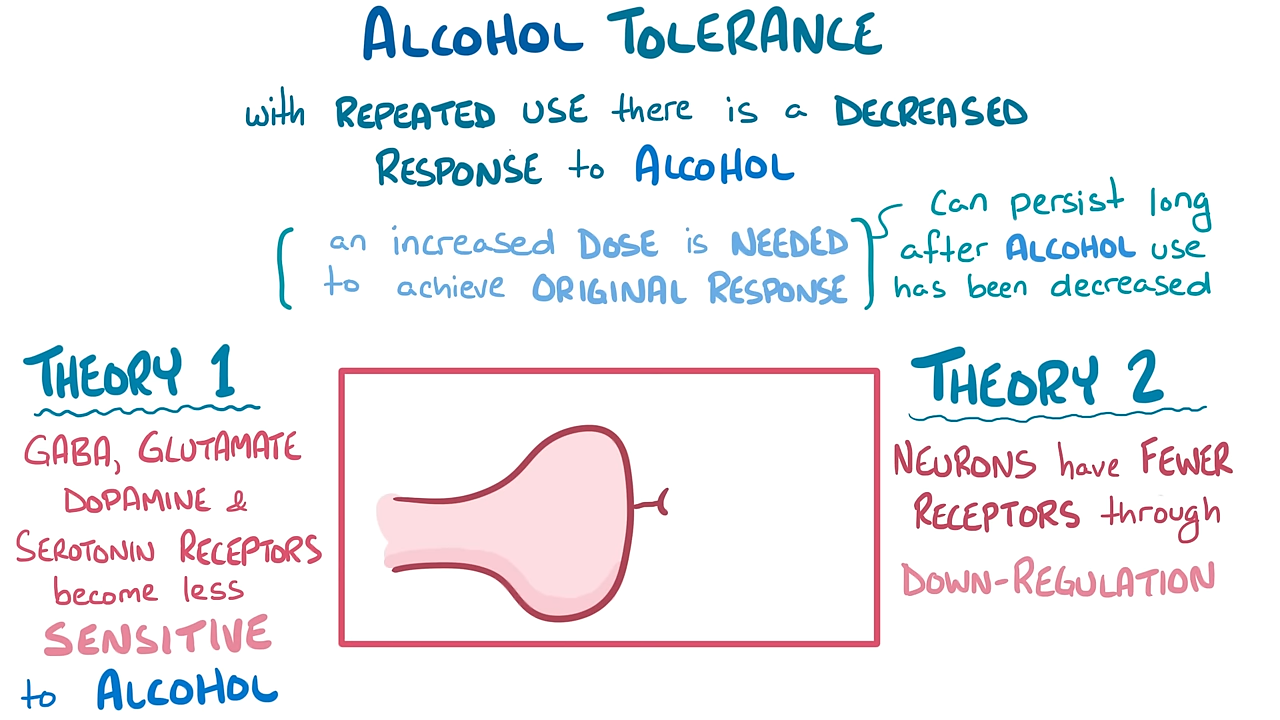 ALCOHOL TOLERANCE
with REPEATED USE there is a DECREASED
RESPONSE to ALCOHOL
an increased DOSE is NEEDED
to achieve ORIGINAL RESPONSE
can persist long
after ALCOHOL use
has been decreased
THEORY 1
GABA, GLUTAMATE
DOPAMINE &
SEROTONIN RECEPTORS
become less
SENSITIVE
to ALCOHOL
THEORY 2
NEURONS have FEWER
RECEPTORS through
DOWN-REGULATION